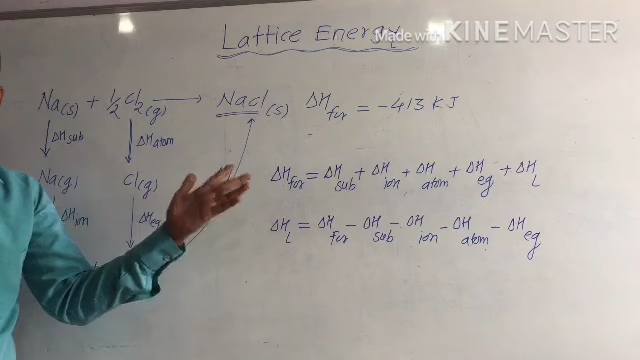 Lattice Energy
Made with KINEMASTER
Na(s) + 1/2 Cl2(g) → NaCl(s) ΔHfor = -413 KJ
ΔHsub ΔHatom
Na(g) Cl(g)
ΔHfor = ΔHsub + ΔHion + ΔHatom + ΔHeg + ΔHL
ΔHion ΔHeg
ΔHL = ΔHfor - ΔHsub - ΔHion - ΔHatom - ΔHeg